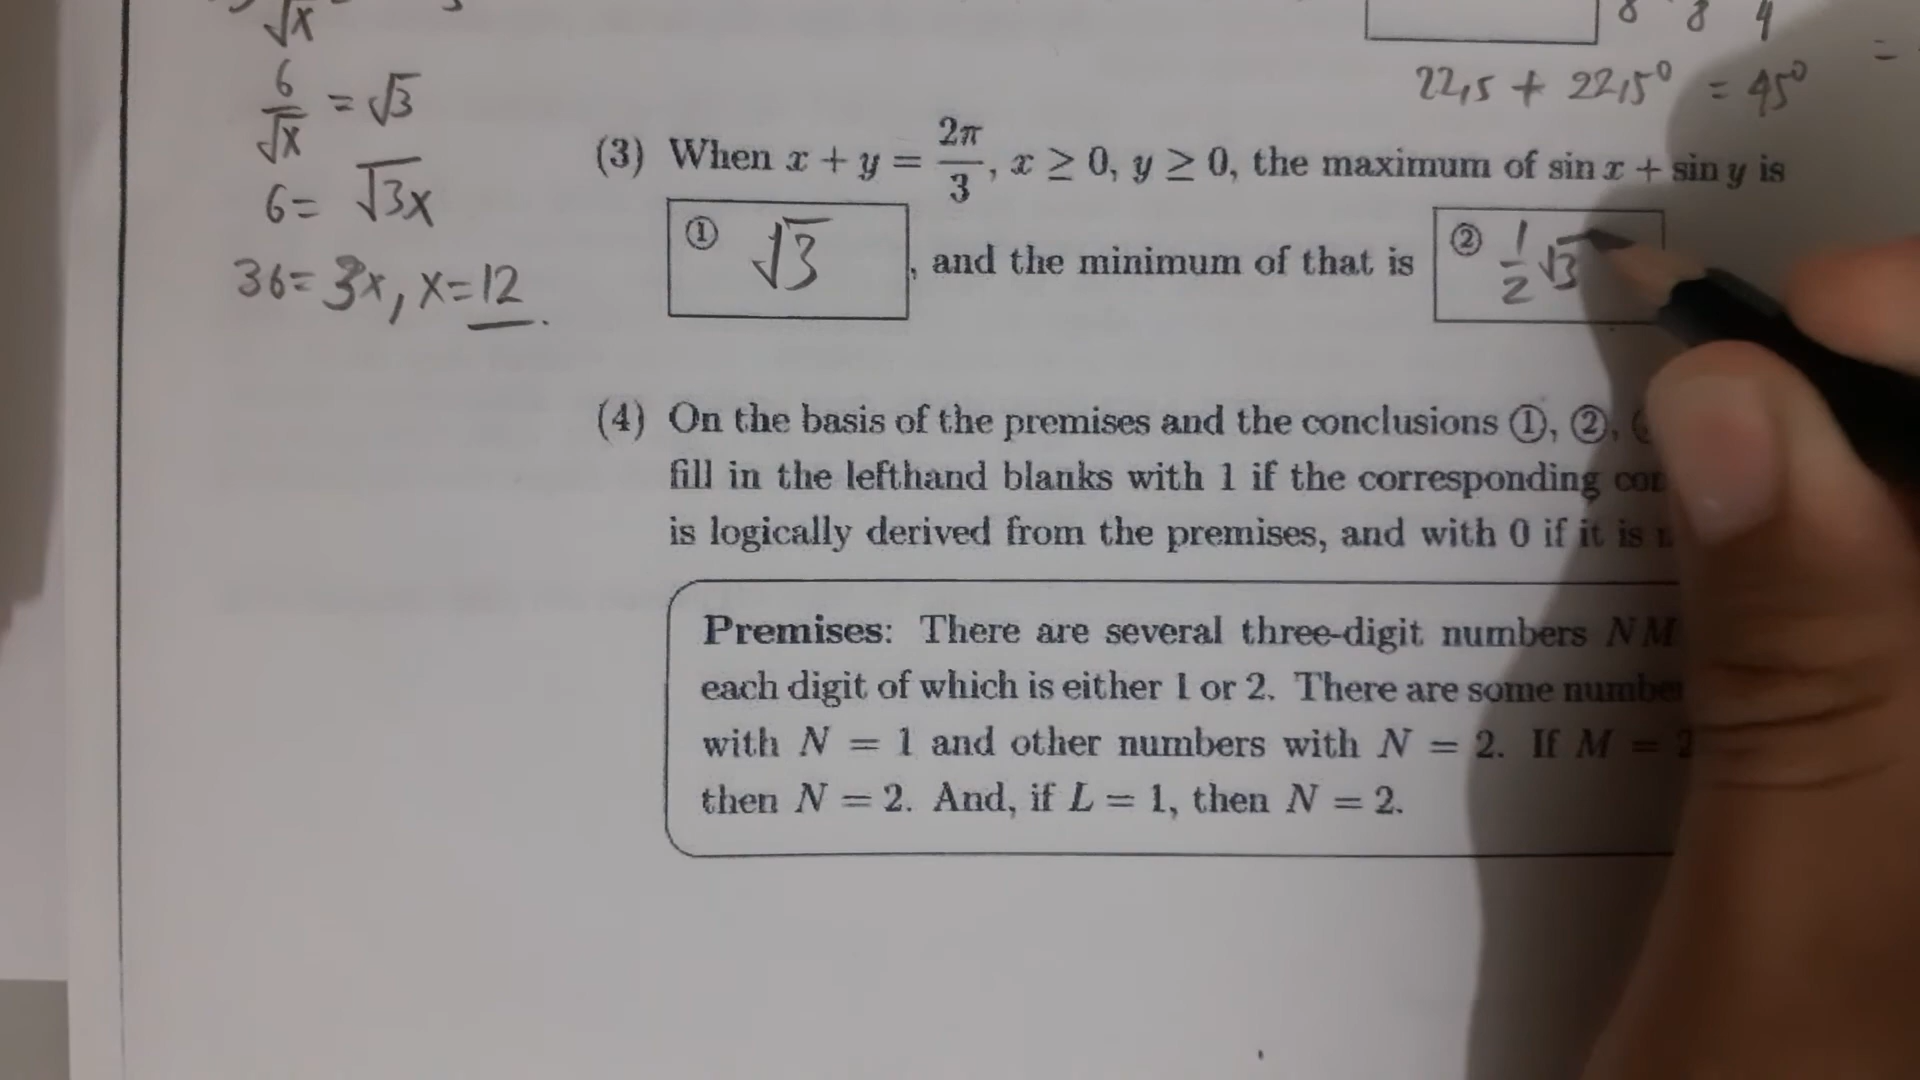 √x
8 8 4
6/√x = √3
22,5 + 22,5⁰ = 45⁰
=
(3) When x + y = 2π/3, x ≥ 0, y ≥ 0, the maximum of sin x + sin y is
6 = √3x
① √3 , and the minimum of that is ② 1/2 √3
36 = 3x, x = 12.
(4) On the basis of the premises and the conclusions ①, ②,
fill in the lefthand blanks with 1 if the corresponding
is logically derived from the premises, and with 0 if it is
Premises: There are several three-digit numbers NM
each digit of which is either 1 or 2. There are some
with N = 1 and other numbers with N = 2. If M = 2
then N = 2. And, if L = 1, then N = 2.